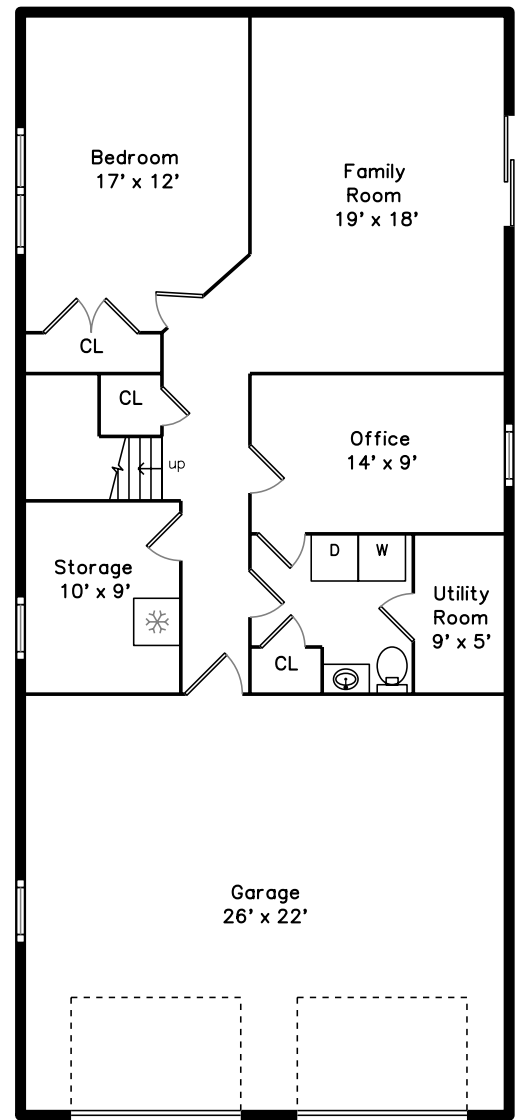 Bedroom
17' x 12'
Family
Room
19' x 18'
CL
CL
up
Office
14' x 9'
D
W
Storage
10' x 9'
Utility
Room
9' x 5'
CL
Garage
26' x 22'